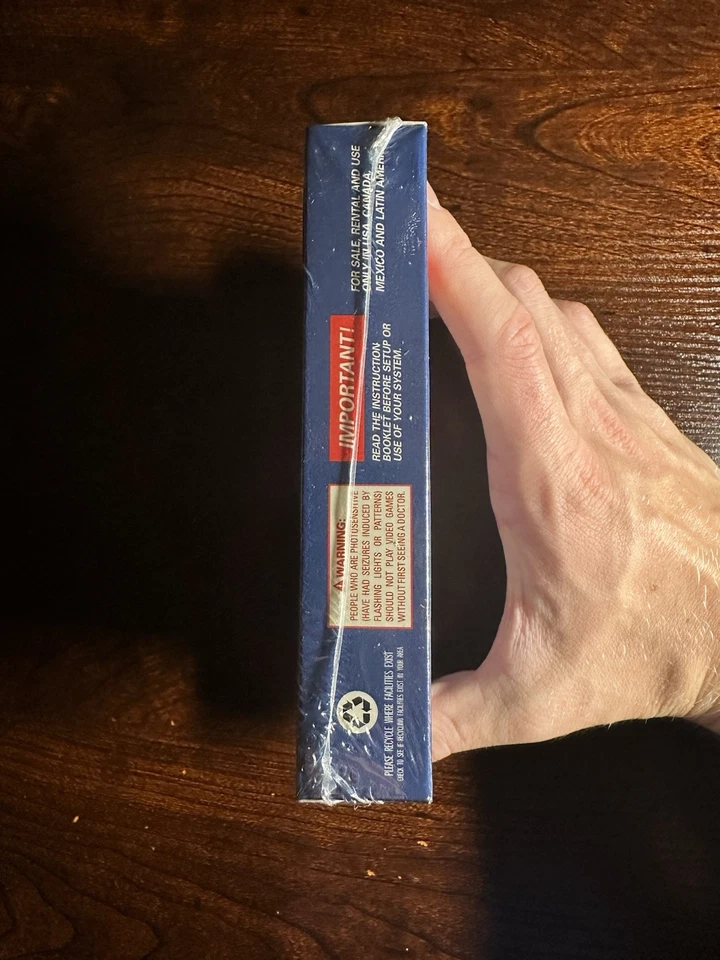 FOR SALE, RENTAL AND USE
ONLY IN USA, CANADA,
MEXICO AND LATIN
IMPORTANT!
READ THE INSTRUCTION
BOOKLET BEFORE SETUP OR
USE OF YOUR SYSTEM.
WARNING:
PEOPLE WHO ARE PHOTOSENSITIVE
(HAVE HAD SEIZURES INDUCED BY
FLASHING LIGHTS OR PATTERNS)
SHOULD NOT PLAY VIDEO GAMES
WITHOUT FIRST SEEING A DOCTOR.
PLEASE RECYCLE WHERE FACILITIES EXIST
CHECK TO SEE IF RECYCLING FACILITIES EXIST IN YOUR AREA